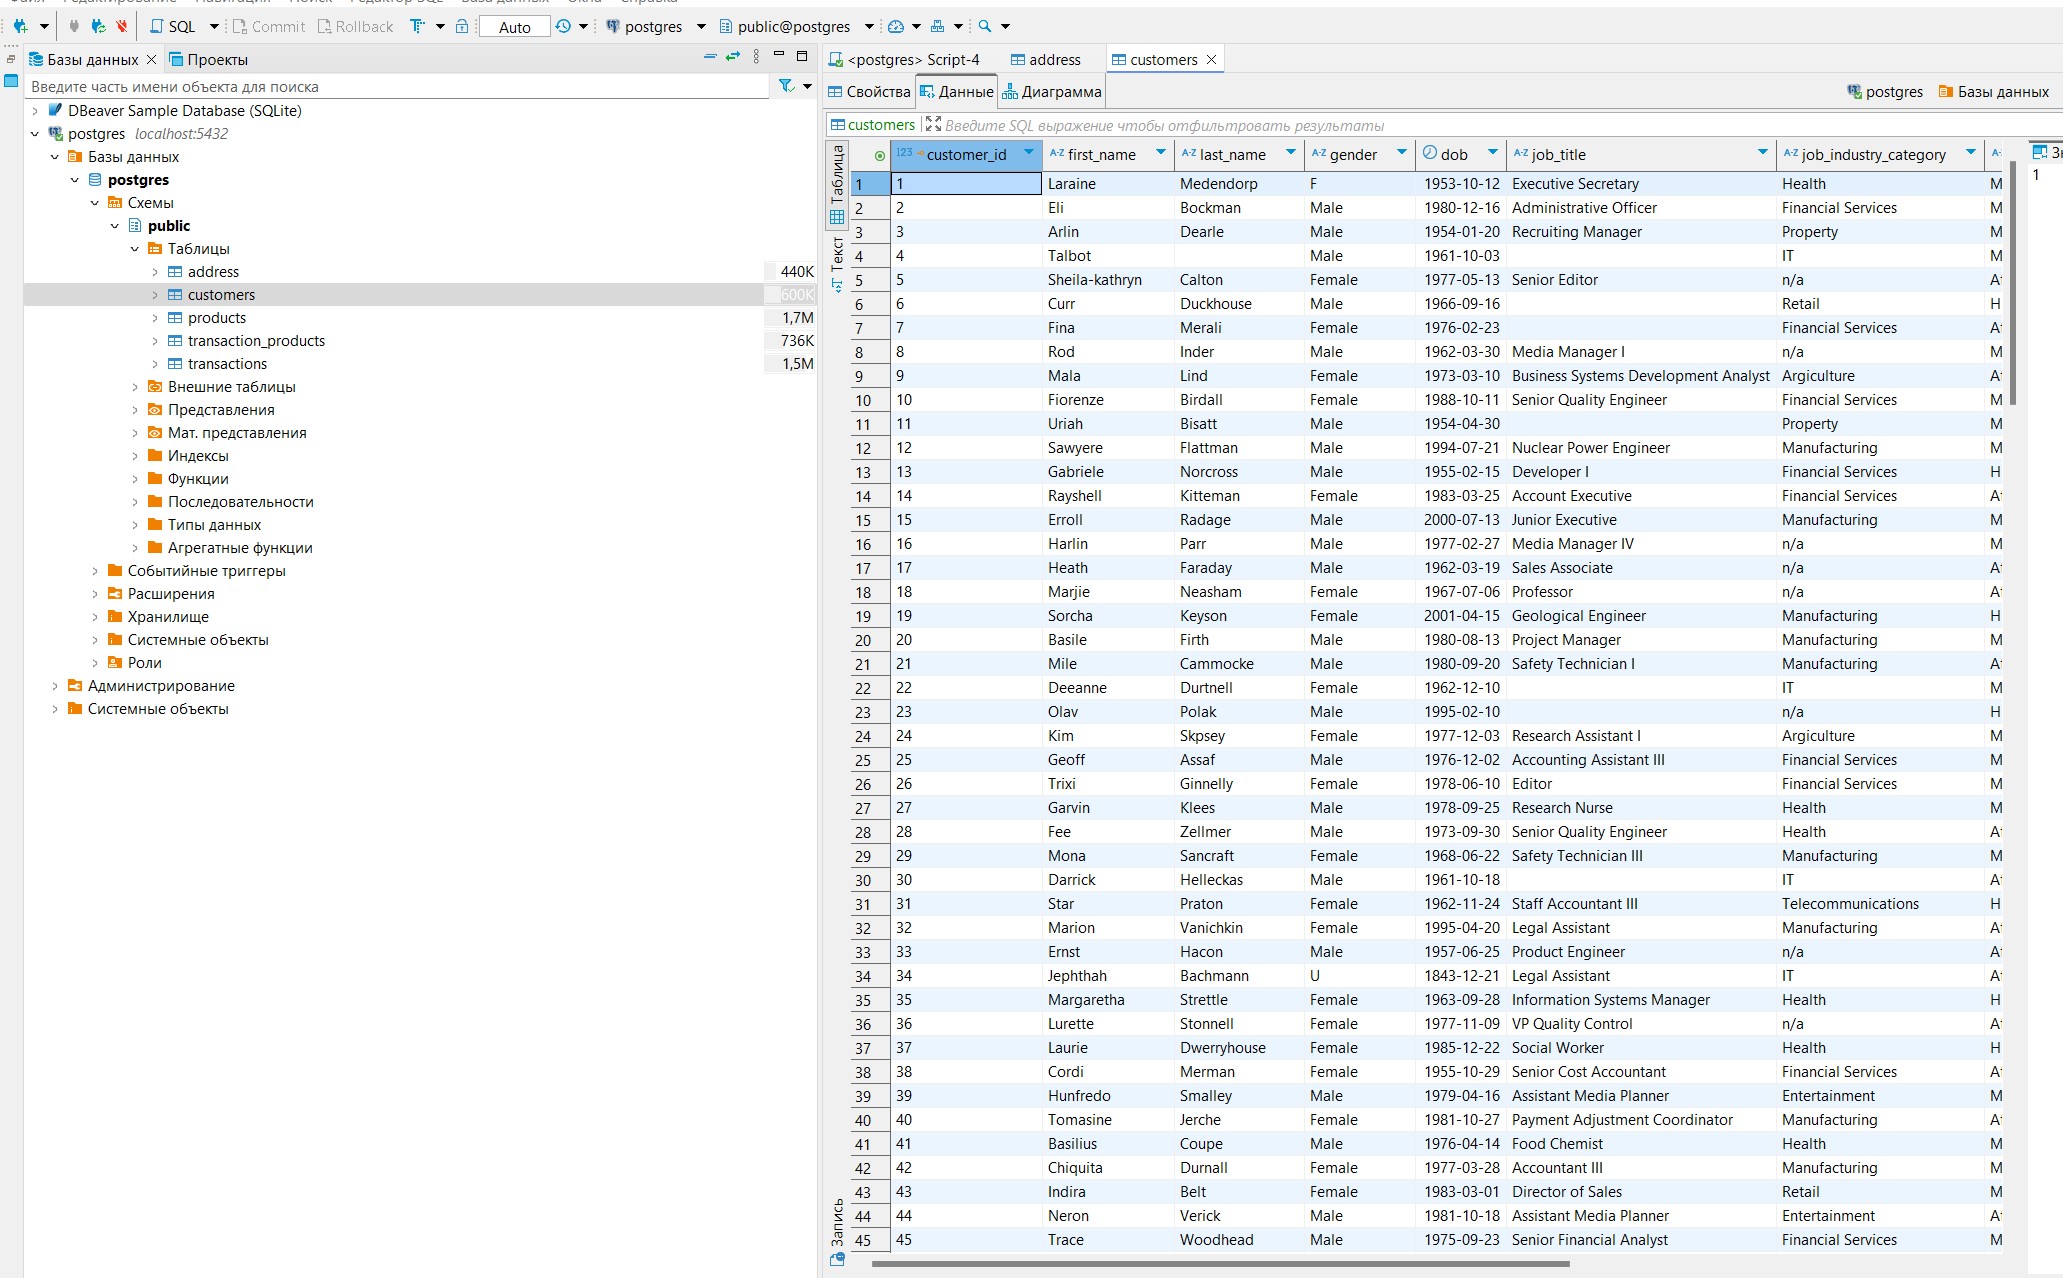 SQL Commit Rollback Auto postgres public@postgres
Базы данных Проекты
Введите часть имени объекта для поиска
DBeaver Sample Database (SQLite)
postgres localhost:5432
Базы данных
postgres
Схемы
public
Таблицы
address 440K
customers 600K
products 1,7M
transaction_products 736K
transactions 1,5M
Внешние таблицы
Представления
Мат. представления
Индексы
Функции
Последовательности
Типы данных
Агрегатные функции
Событийные триггеры
Расширения
Хранилище
Системные объекты
Роли
Администрирование
Системные объекты
<postgres> Script-4 address customers
Свойства Данные Диаграмма postgres Базы данных
customers Введите SQL выражение чтобы отфильтровать результаты
Таблица
Текст
Запись
123 customer_id A-Z first_name A-Z last_name A-Z gender dob A-Z job_title A-Z job_industry_category A-Z
1 1 Laraine Medendorp F 1953-10-12 Executive Secretary Health M
2 2 Eli Bockman Male 1980-12-16 Administrative Officer Financial Services M
3 3 Arlin Dearle Male 1954-01-20 Recruiting Manager Property M
4 4 Talbot Male 1961-10-03 IT M
5 5 Sheila-kathryn Calton Female 1977-05-13 Senior Editor n/a A
6 6 Curr Duckhouse Male 1966-09-16 Retail H
7 7 Fina Merali Female 1976-02-23 Financial Services A
8 8 Rod Inder Male 1962-03-30 Media Manager I n/a M
9 9 Mala Lind Female 1973-03-10 Business Systems Development Analyst Argiculture A
10 10 Fiorenze Birdall Female 1988-10-11 Senior Quality Engineer Financial Services M
11 11 Uriah Bisatt Male 1954-04-30 Property M
12 12 Sawyere Flattman Male 1994-07-21 Nuclear Power Engineer Manufacturing M
13 13 Gabriele Norcross Male 1955-02-15 Developer I Financial Services H
14 14 Rayshell Kitteman Female 1983-03-25 Account Executive Financial Services A
15 15 Erroll Radage Male 2000-07-13 Junior Executive Manufacturing M
16 16 Harlin Parr Male 1977-02-27 Media Manager IV n/a M
17 17 Heath Faraday Male 1962-03-19 Sales Associate n/a A
18 18 Marjie Neasham Female 1967-07-06 Professor n/a A
19 19 Sorcha Keyson Female 2001-04-15 Geological Engineer Manufacturing H
20 20 Basile Firth Male 1980-08-13 Project Manager Manufacturing M
21 21 Mile Cammocke Male 1980-09-20 Safety Technician I Manufacturing A
22 22 Deeanne Durtnell Female 1962-12-10 IT M
23 23 Olav Polak Male 1995-02-10 n/a H
24 24 Kim Skpsey Female 1977-12-03 Research Assistant I Argiculture A
25 25 Geoff Assaf Male 1976-12-02 Accounting Assistant III Financial Services M
26 26 Trixi Ginnelly Female 1978-06-10 Editor Financial Services M
27 27 Garvin Klees Male 1978-09-25 Research Nurse Health M
28 28 Fee Zellmer Male 1973-09-30 Senior Quality Engineer Health A
29 29 Mona Sancraft Female 1968-06-22 Safety Technician III Manufacturing M
30 30 Darrick Helleckas Male 1961-10-18 IT A
31 31 Star Praton Female 1962-11-24 Staff Accountant III Telecommunications H
32 32 Marion Vanichkin Female 1995-04-20 Legal Assistant Manufacturing A
33 33 Ernst Hacon Male 1957-06-25 Product Engineer n/a A
34 34 Jephthah Bachmann U 1843-12-21 Legal Assistant IT A
35 35 Margaretha Strettle Female 1963-09-28 Information Systems Manager Health H
36 36 Lurette Stonnell Female 1977-11-09 VP Quality Control n/a A
37 37 Laurie Dwerryhouse Female 1985-12-22 Social Worker Health H
38 38 Cordi Merman Female 1955-10-29 Senior Cost Accountant Financial Services A
39 39 Hunfredo Smalley Male 1979-04-16 Assistant Media Planner Entertainment M
40 40 Tomasine Jerche Female 1981-10-27 Payment Adjustment Coordinator Manufacturing A
41 41 Basilius Coupe Male 1976-04-14 Food Chemist Health M
42 42 Chiquita Durnall Female 1977-03-28 Accountant III Manufacturing A
43 43 Indira Belt Female 1983-03-01 Director of Sales Retail M
44 44 Neron Verick Male 1981-10-18 Assistant Media Planner Entertainment A
45 45 Trace Woodhead Male 1975-09-23 Senior Financial Analyst Financial Services M
1